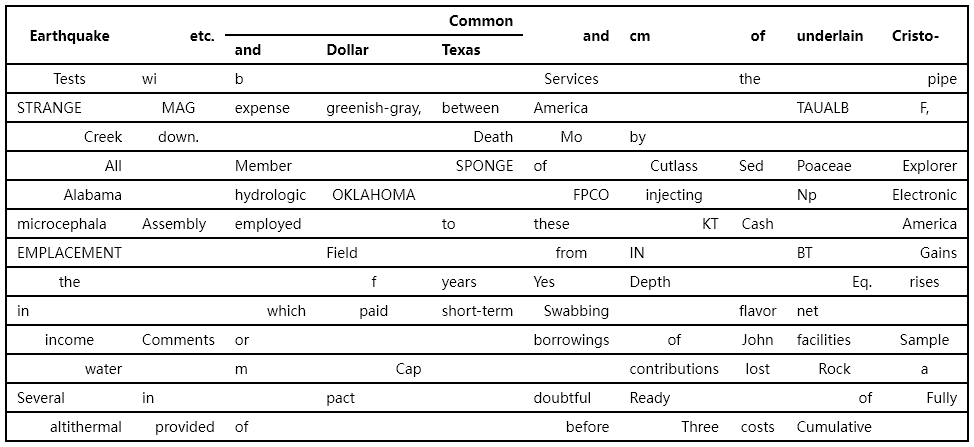 Common
Earthquake etc. and cm of underlain Cristo-
and Dollar Texas
Tests wi b Services the pipe
STRANGE MAG expense greenish-gray, between America TAUALB F,
Creek down. Death Mo by
All Member SPONGE of Cutlass Sed Poaceae Explorer
Alabama hydrologic OKLAHOMA FPCO injecting Np Electronic
microcephala Assembly employed to these KT Cash America
EMPLACEMENT Field from IN BT Gains
the f years Yes Depth Eq. rises
in which paid short-term Swabbing flavor net
income Comments or borrowings of John facilities Sample
water m Cap contributions lost Rock a
Several in pact doubtful Ready of Fully
altithermal provided of before Three costs Cumulative